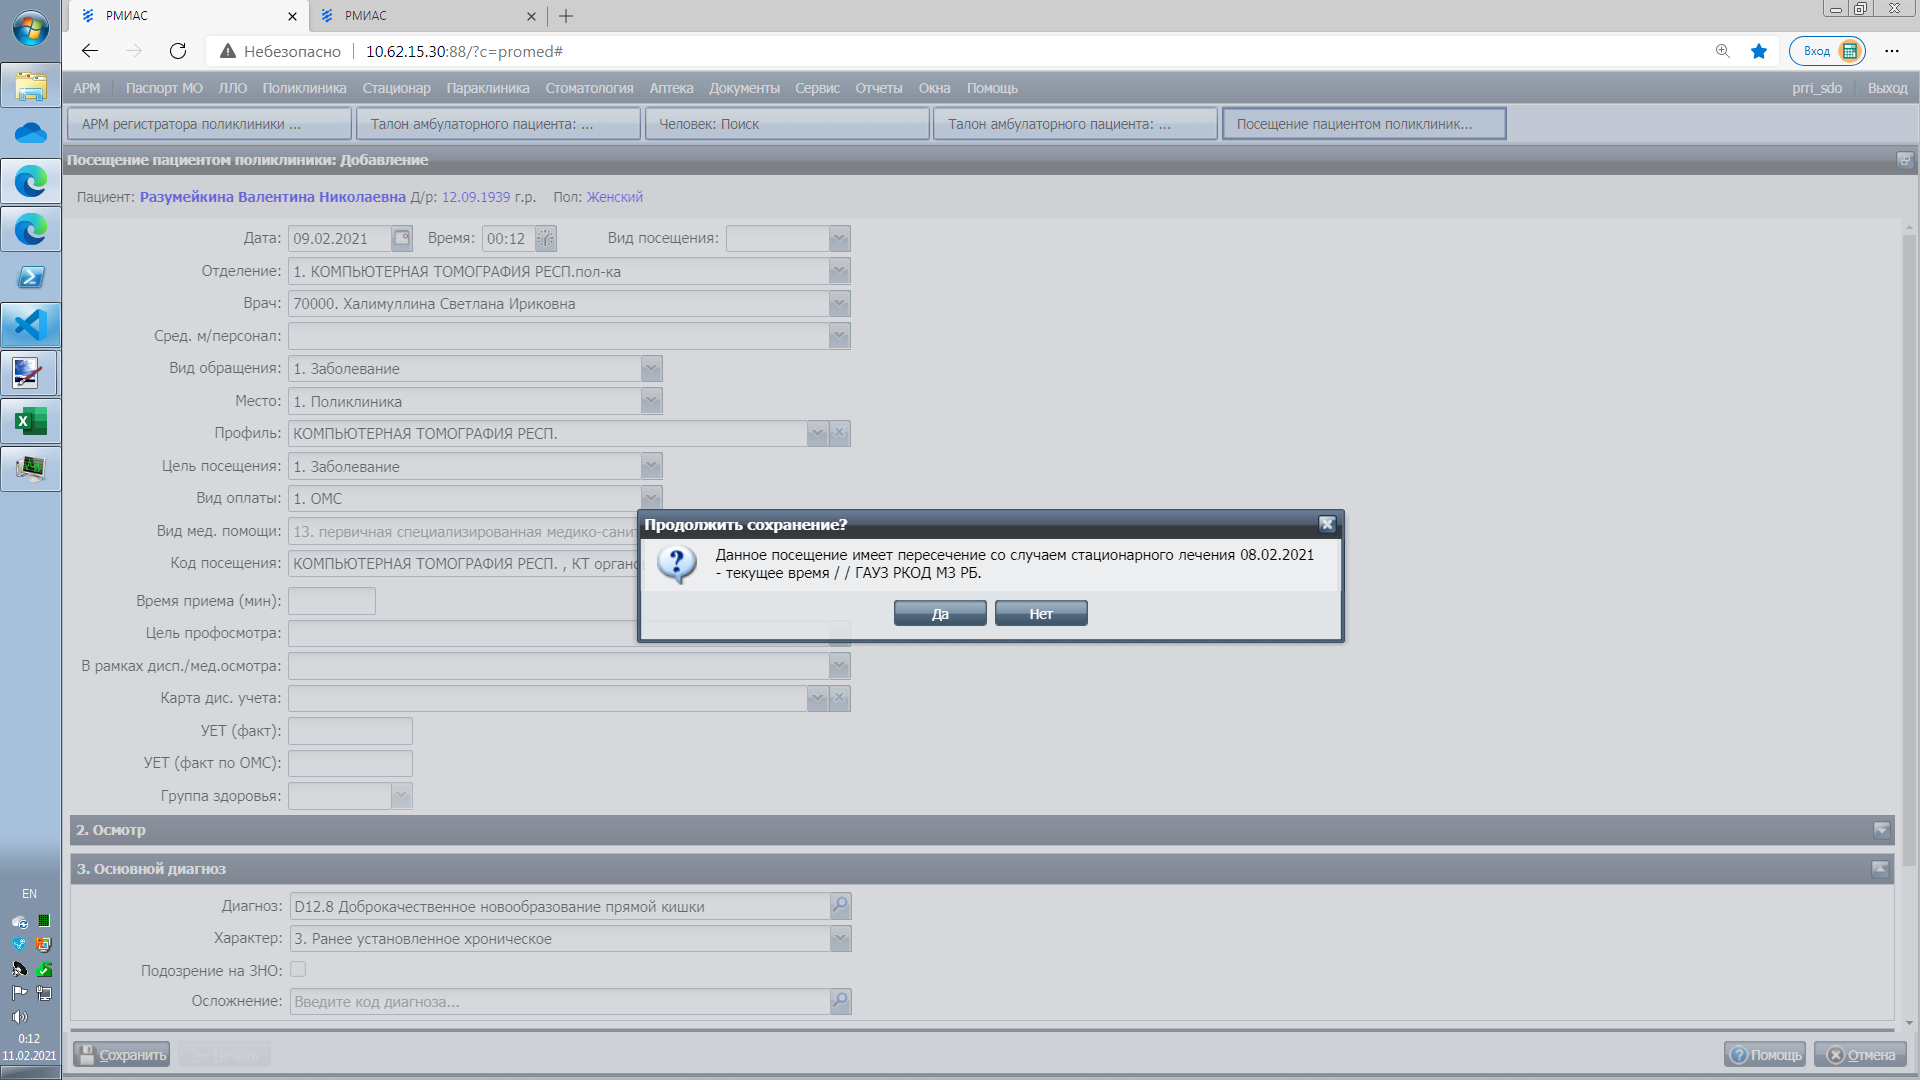 РМИАС
РМИАС
Небезопасно
10.62.15.30:88/?c=promed#
Вход
АРМ Паспорт МО ЛЛО Поликлиника Стационар Параклиника Стоматология Аптека Документы Сервис Отчеты Окна Помощь prri_sdo Выход
АРМ регистратора поликлиники ...
Талон амбулаторного пациента: ...
Человек: Поиск
Талон амбулаторного пациента: ...
Посещение пациентом поликлиник...
Посещение пациентом поликлиники: Добавление
Пациент: Разумейкина Валентина Николаевна Д/р: 12.09.1939 г.р. Пол: Женский
Дата: 09.02.2021 Время: 00:12 Вид посещения:
Отделение: 1. КОМПЬЮТЕРНАЯ ТОМОГРАФИЯ РЕСП.пол-ка
Врач: 70000. Халимуллина Светлана Ириковна
Сред. м/персонал:
Вид обращения: 1. Заболевание
Место: 1. Поликлиника
Профиль: КОМПЬЮТЕРНАЯ ТОМОГРАФИЯ РЕСП.
Цель посещения: 1. Заболевание
Вид оплаты: 1. ОМС
Вид мед. помощи: 13. первичная специализированная медико-сани
Код посещения: КОМПЬЮТЕРНАЯ ТОМОГРАФИЯ РЕСП. , КТ орган
Время приема (мин):
Цель профосмотра:
В рамках дисп./мед.осмотра:
Карта дис. учета:
УЕТ (факт):
УЕТ (факт по ОМС):
Группа здоровья:
Продолжить сохранение?
Данное посещение имеет пересечение со случаем стационарного лечения 08.02.2021
- текущее время / / ГАУЗ РКОД МЗ РБ.
Да
Нет
2. Осмотр
3. Основной диагноз
Диагноз: D12.8 Доброкачественное новообразование прямой кишки
Характер: 3. Ранее установленное хроническое
Подозрение на ЗНО:
Осложнение: Введите код диагноза...
Сохранить
Печать
Помощь
Отмена
EN
0:12
11.02.2021